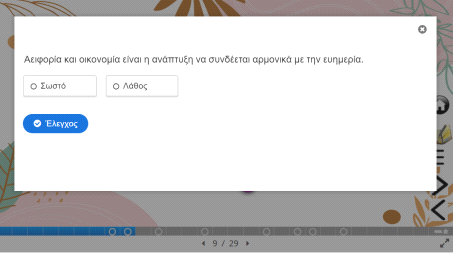 Αειφορία και οικονομία είναι η ανάπτυξη να συνδέεται αρμονικά με την ευημερία.
Σωστό Λάθος
Έλεγχος
9 / 29